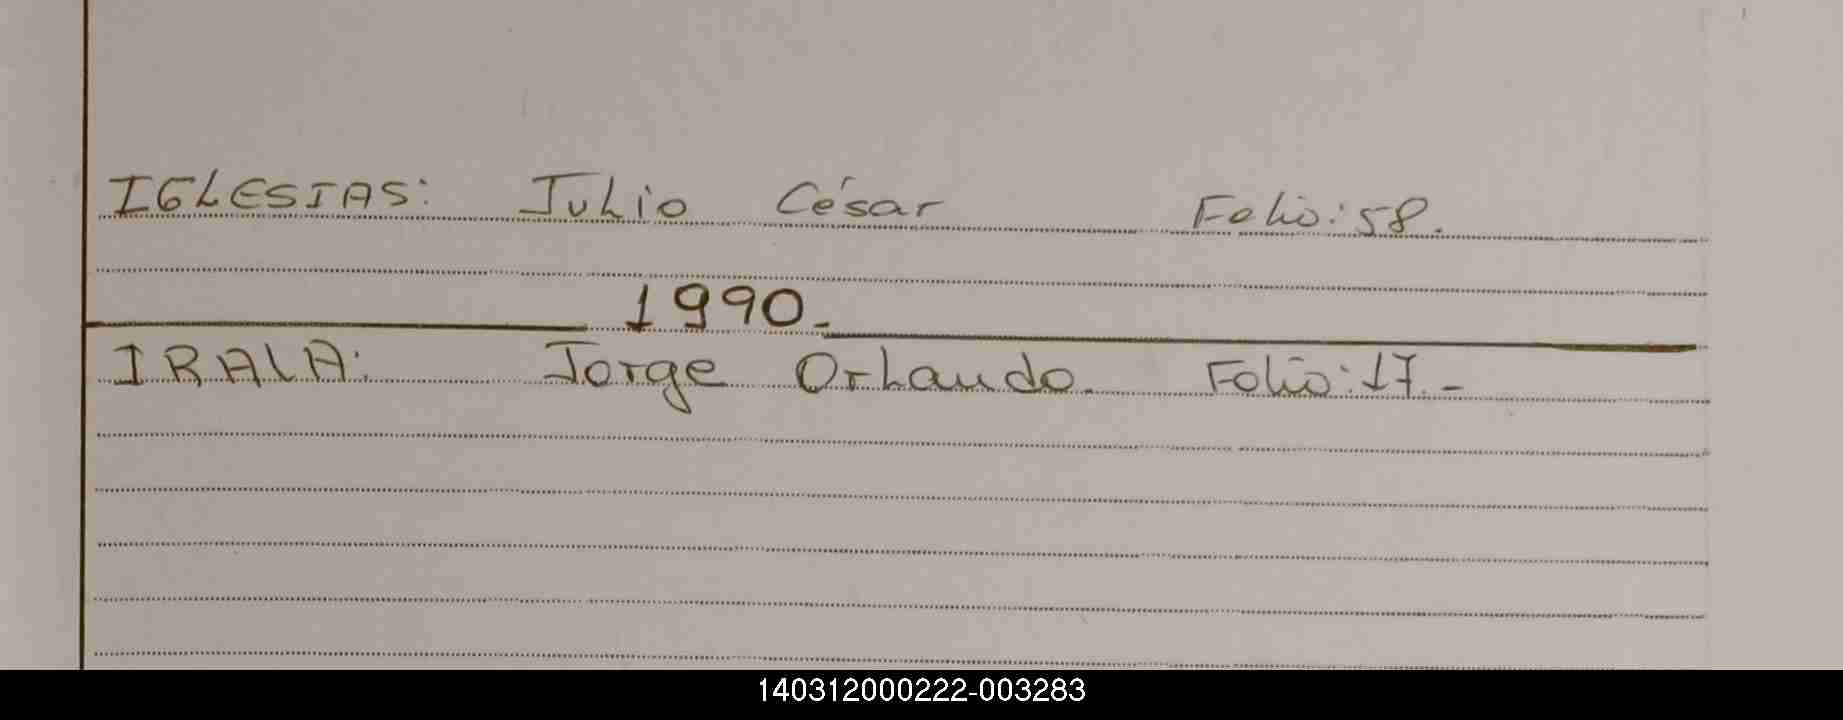 IGLESIAS: Julio César Folio: 58.
1990.
IRALA: Jorge Orlando. Folio: 17.-
140312000222-003283